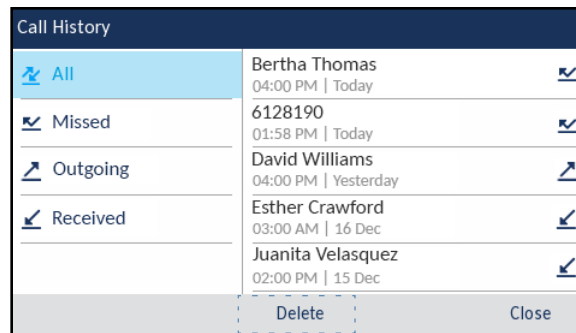 Call History
All
Missed
Outgoing
Received
Bertha Thomas
04:00 PM | Today
6128190
01:58 PM | Today
David Williams
04:00 PM | Yesterday
Esther Crawford
03:00 AM | 16 Dec
Juanita Velasquez
02:00 PM | 15 Dec
Delete
Close